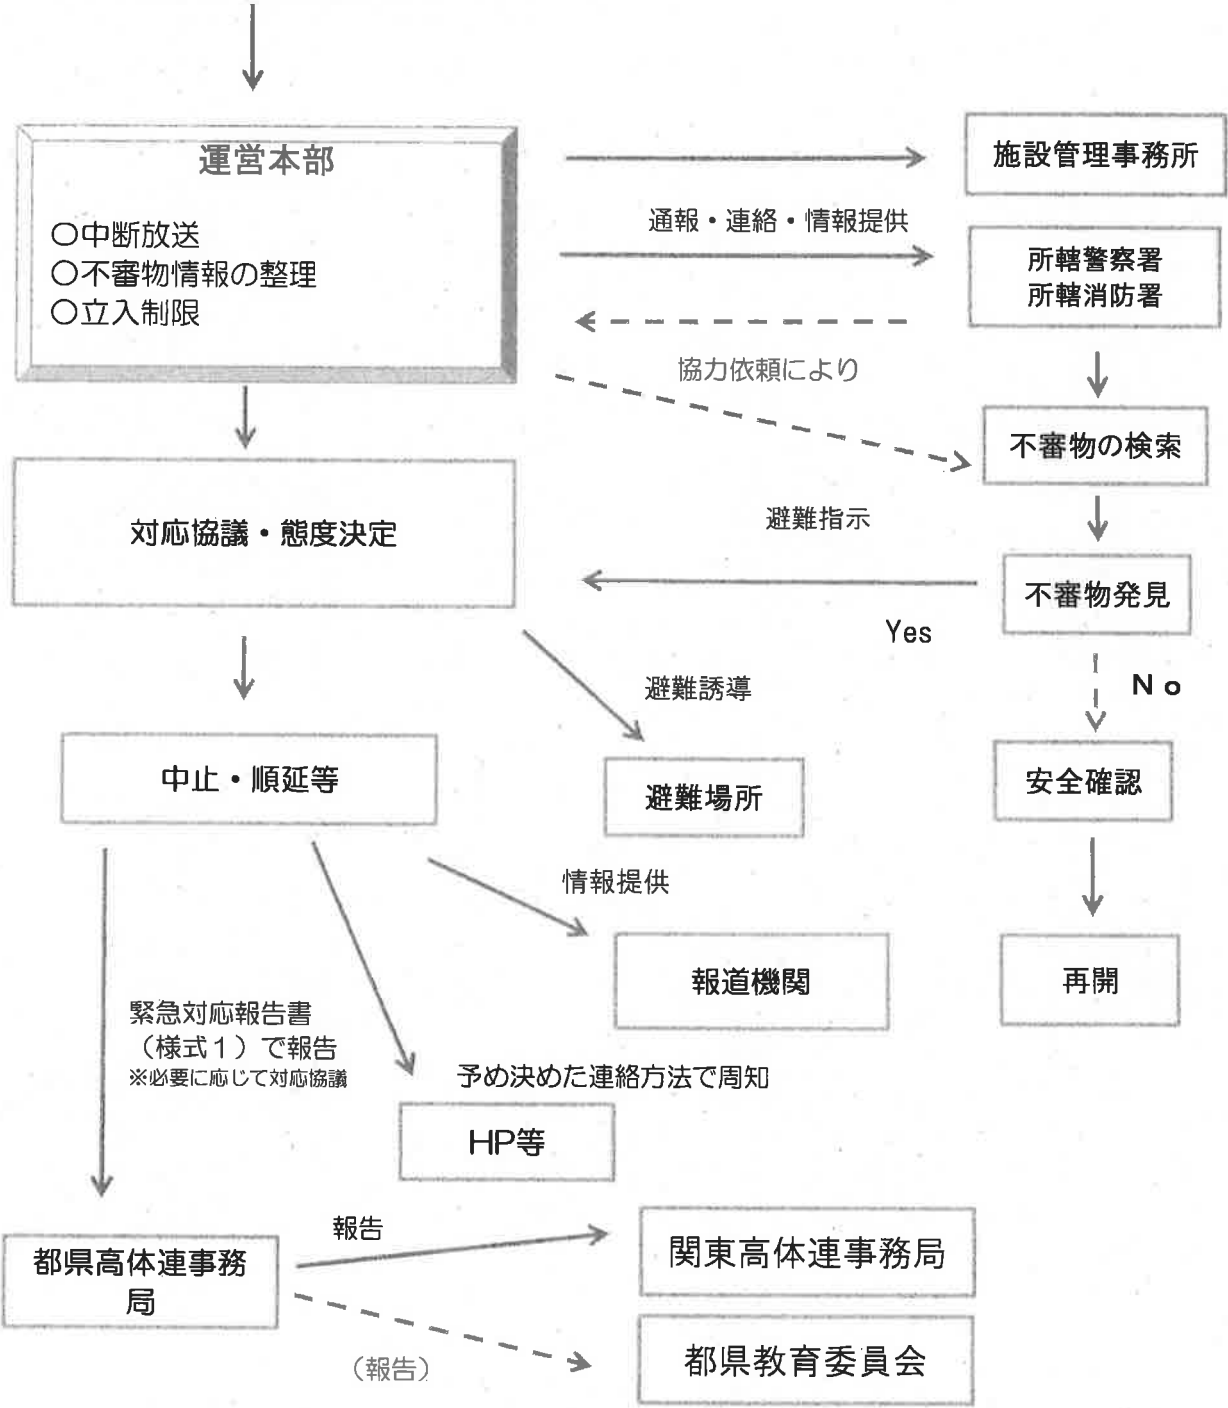 運営本部
○中断放送
○不審物情報の整理
○立入制限
施設管理事務所
通報・連絡・情報提供
所轄警察署
所轄消防署
協力依頼により
不審物の検索
対応協議・態度決定
避難指示
不審物発見
Yes
No
避難誘導
中止・順延等
避難場所
安全確認
情報提供
報道機関
再開
緊急対応報告書
（様式１）で報告
※必要に応じて対応協議
予め決めた連絡方法で周知
HP等
都県高体連事務
局
報告
関東高体連事務局
（報告）
都県教育委員会